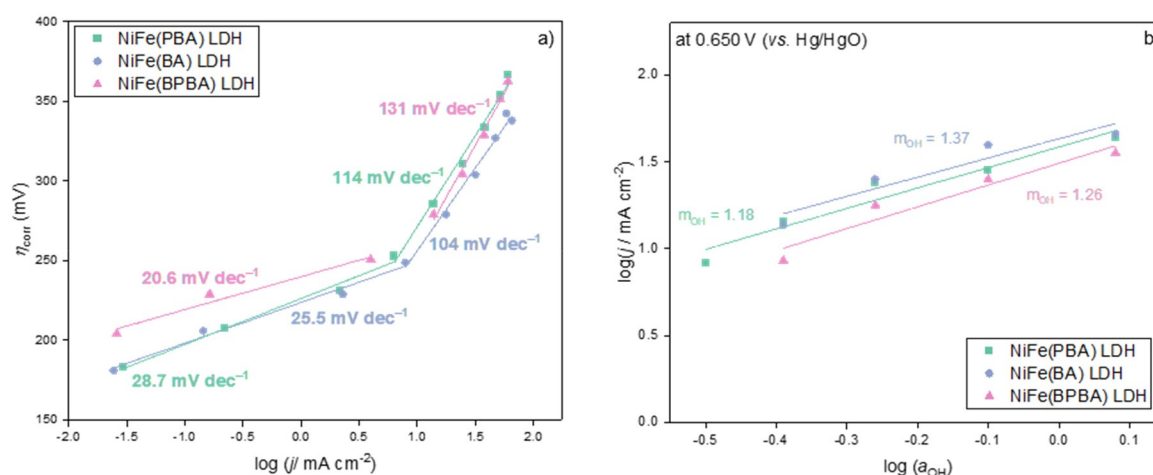 400
350
300
250
200
150
η_corr (mV)
NiFe(PBA) LDH
NiFe(BA) LDH
NiFe(BPBA) LDH
a)
131 mV dec⁻¹
114 mV dec⁻¹
104 mV dec⁻¹
20.6 mV dec⁻¹
25.5 mV dec⁻¹
28.7 mV dec⁻¹
-2.0 -1.5 -1.0 -0.5 0.0 0.5 1.0 1.5 2.0
log (j/ mA cm⁻²)
at 0.650 V (vs. Hg/HgO)
b
2.0
1.5
1.0
0.5
0.0
log(j / mA cm⁻²)
m_OH = 1.37
m_OH = 1.18
m_OH = 1.26
NiFe(PBA) LDH
NiFe(BA) LDH
NiFe(BPBA) LDH
-0.5 -0.4 -0.3 -0.2 -0.1 0.0 0.1
log (a_OH)